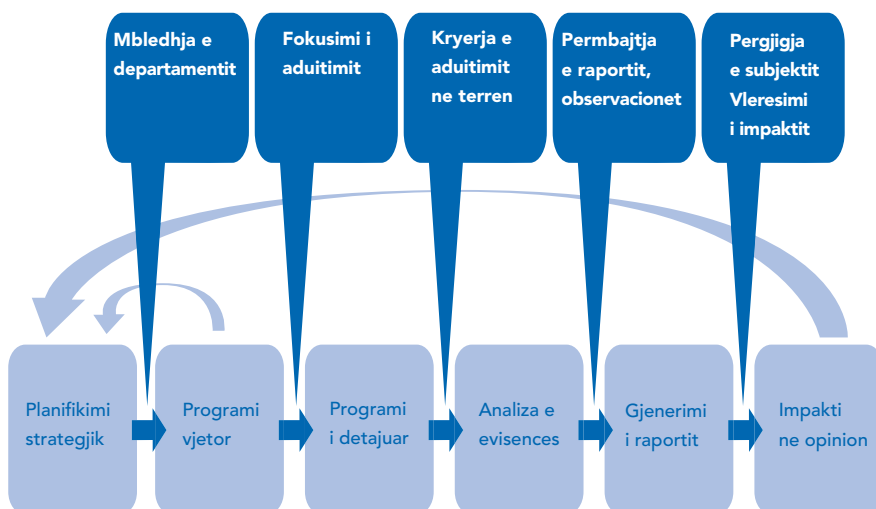 Mbledhja e
departamentit
Fokusimi i
aduitimit
Kryerja e
aduitimit
ne terren
Permbajtja
e raportit,
observacionet
Pergjigja
e subjektit
Vleresimi
i impaktit
Planifikimi
strategjik
Programi
vjetor
Programi
i detajuar
Analiza e
evisences
Gjenerimi
i raportit
Impakti
ne opinion